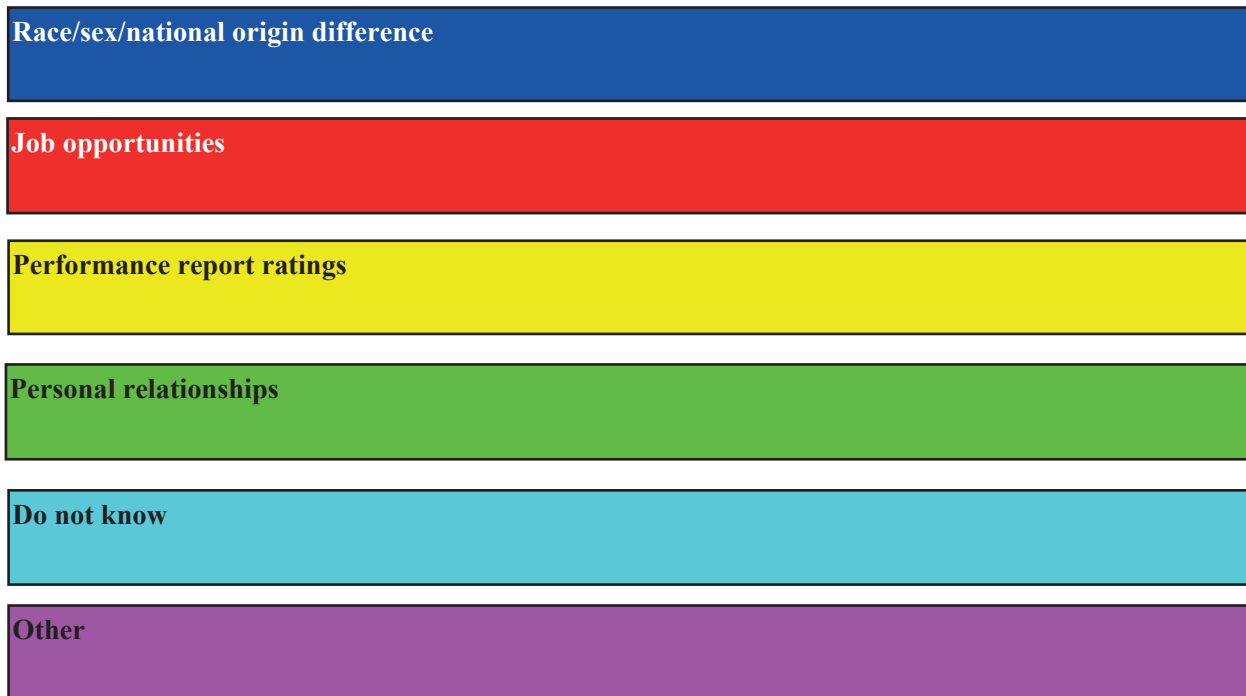 Race/sex/national origin difference
Job opportunities
Performance report ratings
Personal relationships
Do not know
Other